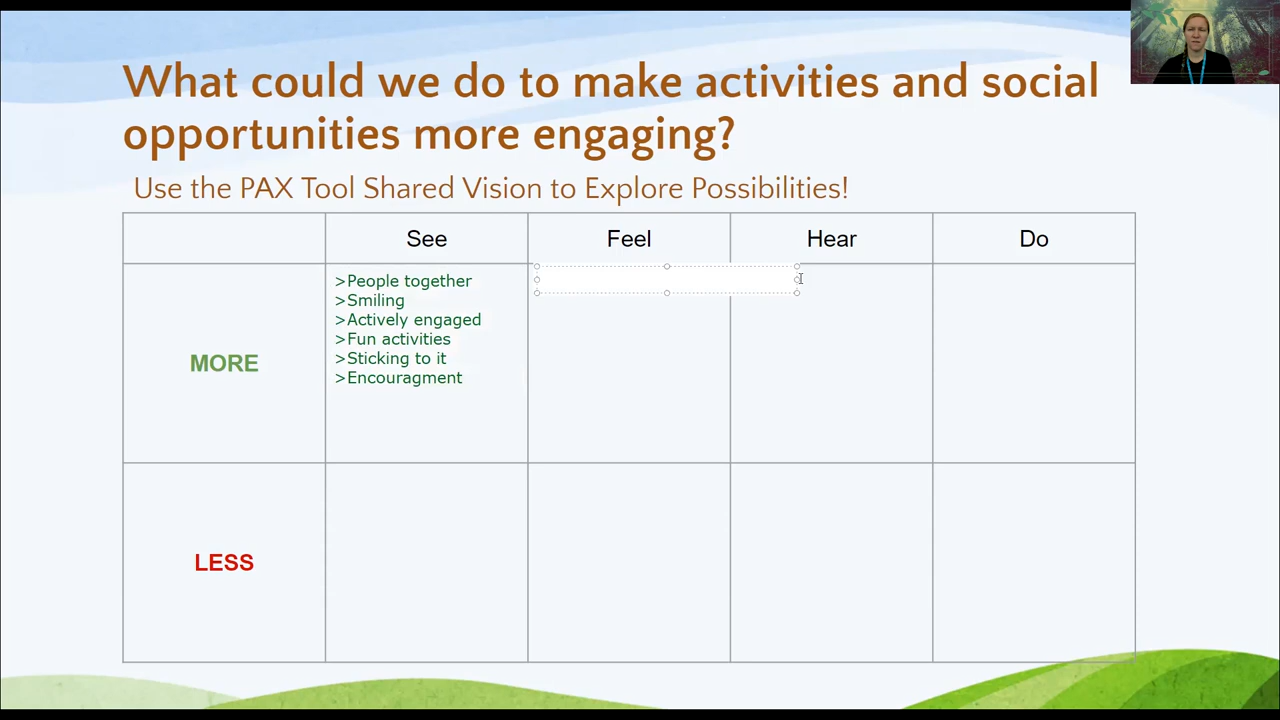 What could we do to make activities and social
opportunities more engaging?
Use the PAX Tool Shared Vision to Explore Possibilities!
See Feel Hear Do
MORE
>People together
>Smiling
>Actively engaged
>Fun activities
>Sticking to it
>Encouragment
LESS